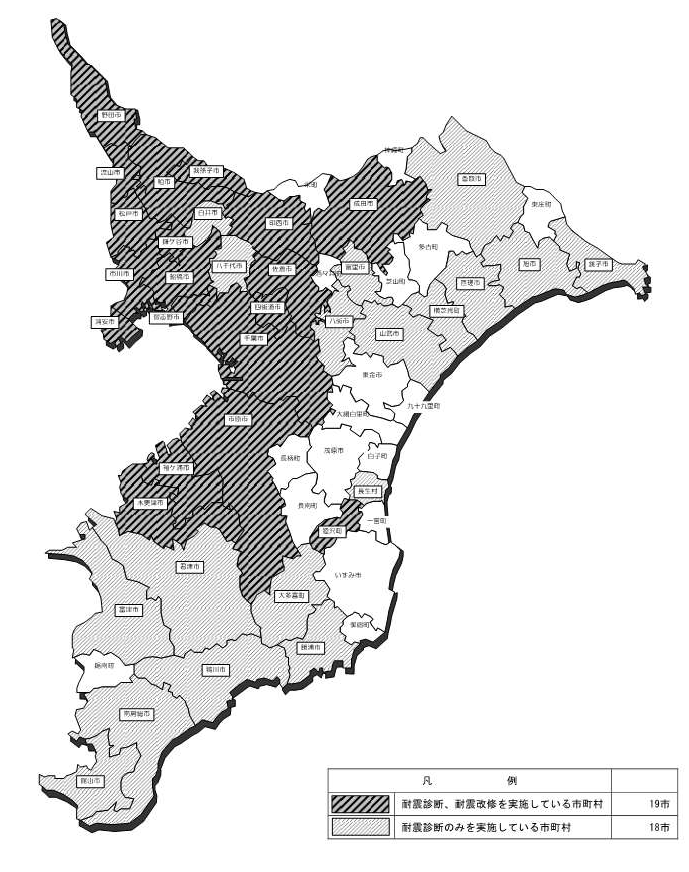 神崎町
野田市
香取市
流山市
我孫子市
柏市
栄町
東庄町
成田市
松戸市
白井市
印西市
鎌ケ谷市
多古町
市川市
船橋市
八千代市
佐倉市
富里市
旭市
銚子市
芝山町
匝瑳市
浦安市
習志野市
四街道市
八街市
横芝光町
千葉市
山武市
東金市
市原市
大網白里町
九十九里町
茂原市
長柄町
白子町
袖ケ浦市
長生村
木更津市
長南町
一宮町
睦沢町
君津市
いすみ市
大多喜町
富津市
御宿町
勝浦市
鋸南町
鴨川市
南房総市
館山市
凡 例
耐震診断、耐震改修を実施している市町村 19市
耐震診断のみを実施している市町村 18市